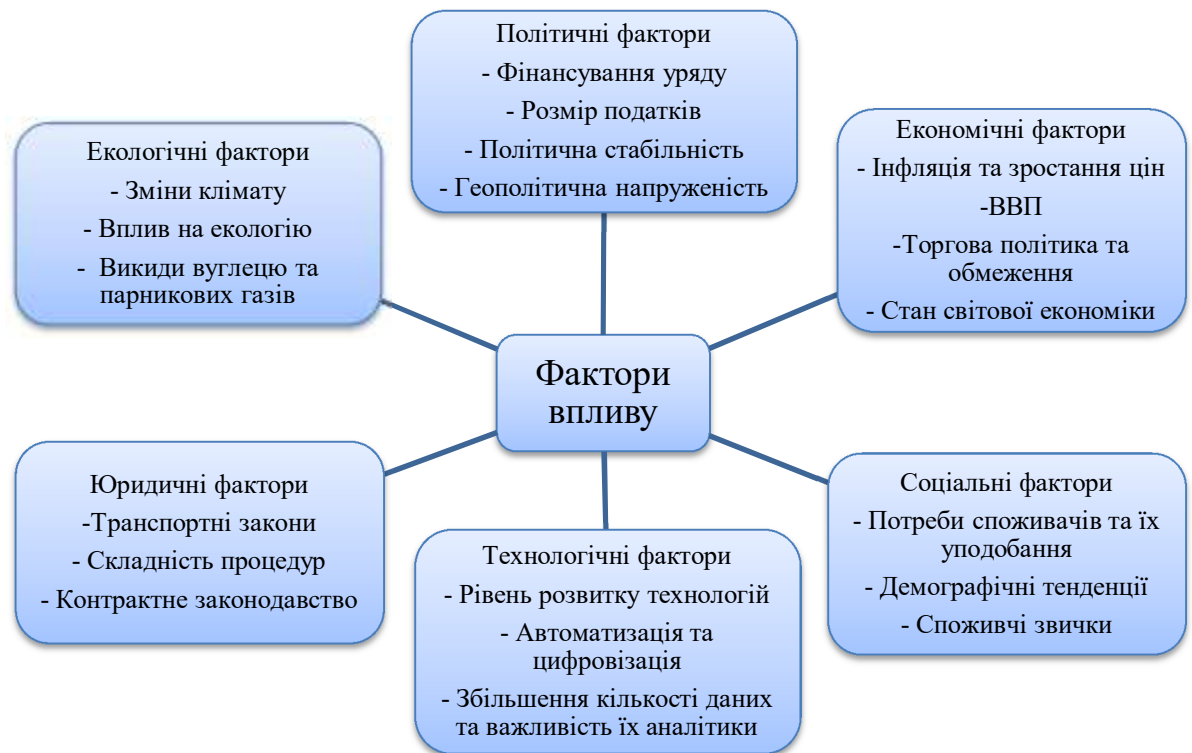 Політичні фактори
- Фінансування уряду
- Розмір податків
- Політична стабільність
- Геополітична напруженість
Економічні фактори
- Інфляція та зростання цін
-ВВП
-Торгова політика та
обмеження
- Стан світової економіки
Екологічні фактори
- Зміни клімату
- Вплив на екологію
- Викиди вуглецю та
парникових газів
Фактори
впливу
Юридичні фактори
-Транспортні закони
- Складність процедур
- Контрактне законодавство
Технологічні фактори
- Рівень розвитку технологій
- Автоматизація та
цифровізація
- Збільшення кількості даних
та важливість їх аналітики
Соціальні фактори
- Потреби споживачів та їх
уподобання
- Демографічні тенденції
- Споживчі звички